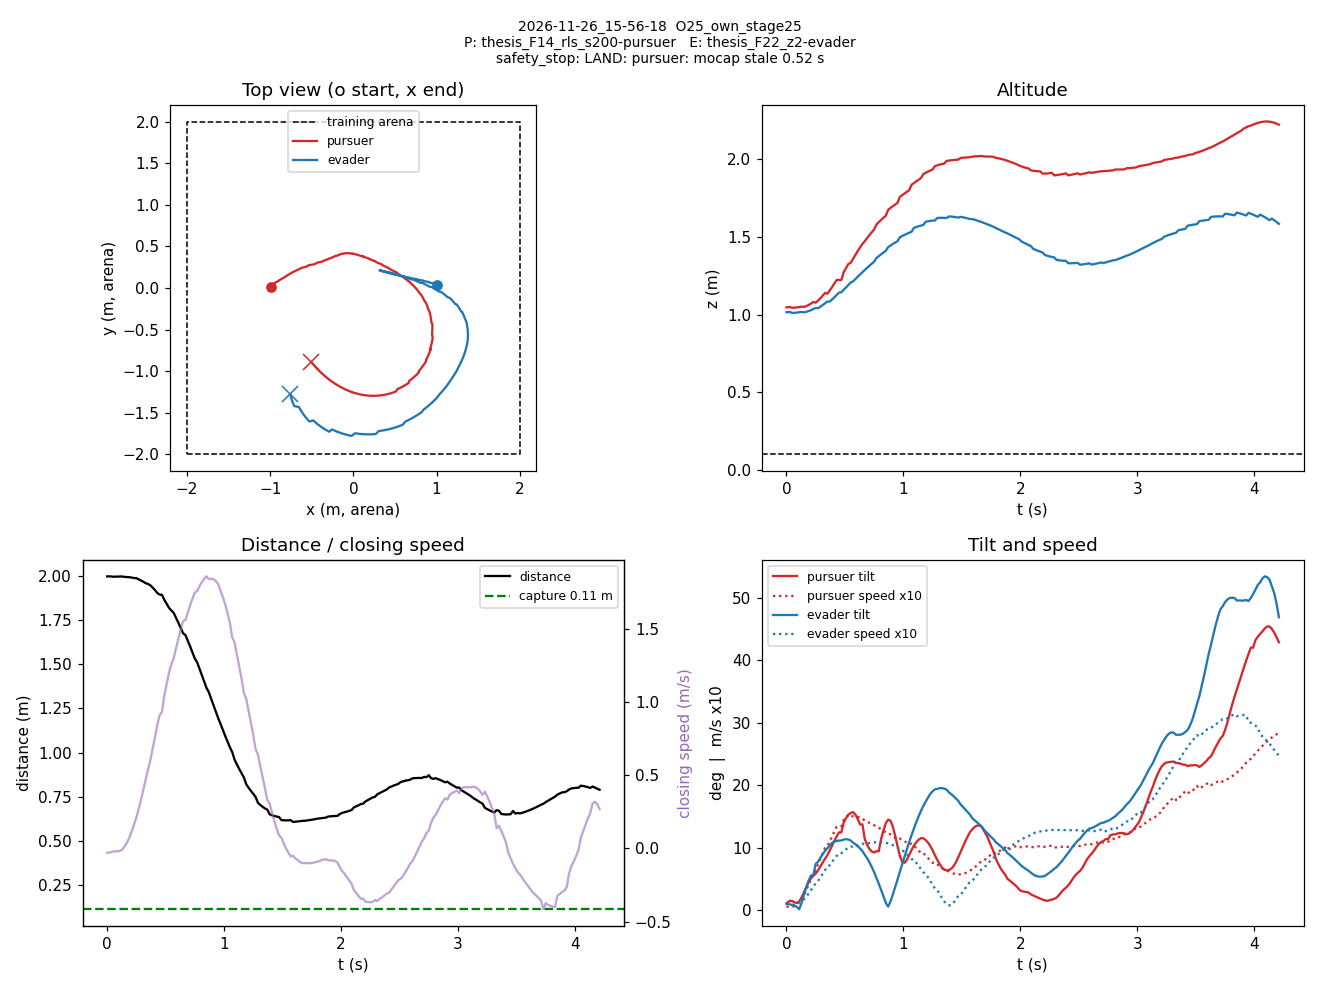 2026-11-26_15-56-18  O25_own_stage25
P: thesis_F14_rls_s200-pursuer   E: thesis_F22_z2-evader
safety_stop: LAND: pursuer: mocap stale 0.52 s
Top view (o start, x end)
training arena
pursuer
evader
2.0
1.5
1.0
0.5
0.0
−0.5
−1.0
−1.5
−2.0
y (m, arena)
−2
−1
0
1
2
x (m, arena)
Altitude
2.0
1.5
1.0
0.5
0.0
z (m)
0
1
2
3
4
t (s)
Distance / closing speed
distance
capture 0.11 m
2.00
1.75
1.50
1.25
1.00
0.75
0.50
0.25
distance (m)
1.5
1.0
0.5
0.0
−0.5
closing speed (m/s)
0
1
2
3
4
t (s)
Tilt and speed
pursuer tilt
pursuer speed x10
evader tilt
evader speed x10
50
40
30
20
10
0
deg  |  m/s x10
0
1
2
3
4
t (s)